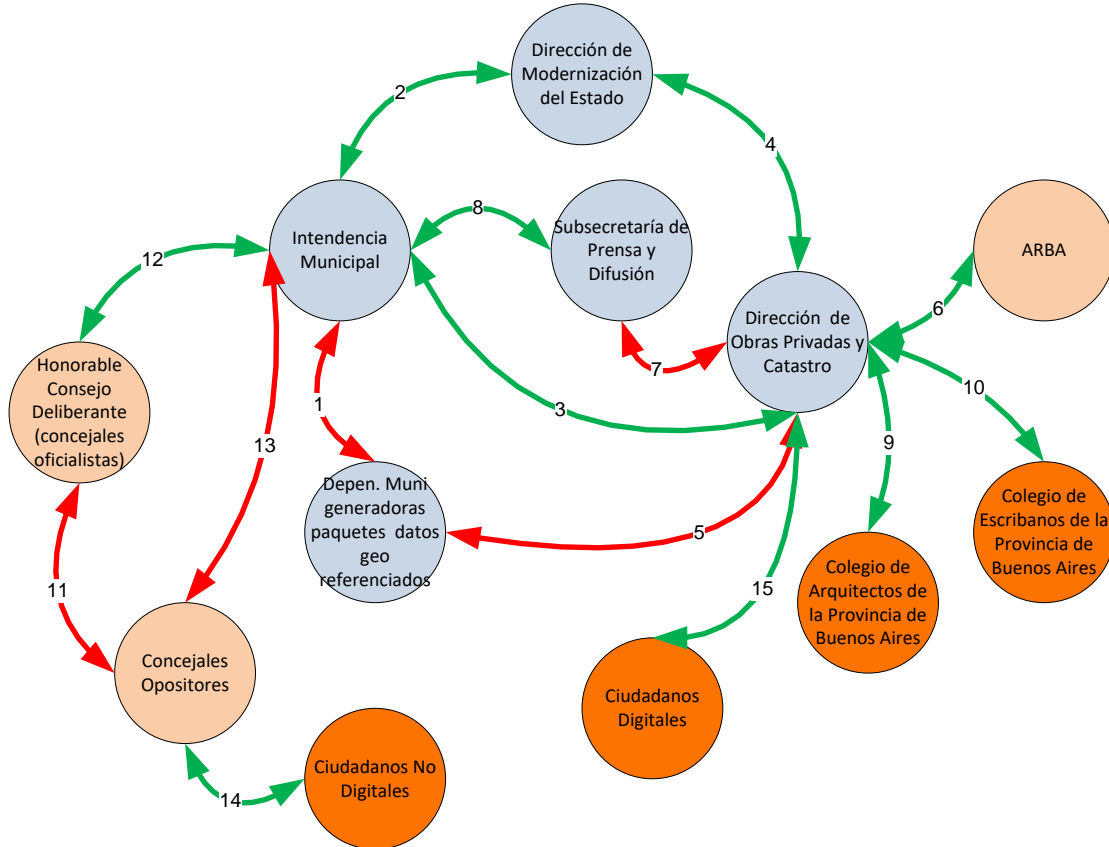 Dirección de
Modernización
del Estado
2
4
Intendencia
Municipal
8
Subsecretaría de
Prensa y
Difusión
ARBA
12
6
Dirección  de
Obras Privadas y
Catastro
Honorable
Consejo
Deliberante
(concejales
oficialistas)
7
10
1
3
13
9
Depen. Muni
generadoras
paquetes  datos
geo
referenciados
5
Colegio de
Escribanos de la
Provincia de
Buenos Aires
11
15
Colegio de
Arquitectos de
la Provincia de
Buenos Aires
Concejales
Opositores
Ciudadanos
Digitales
14
Ciudadanos No
Digitales